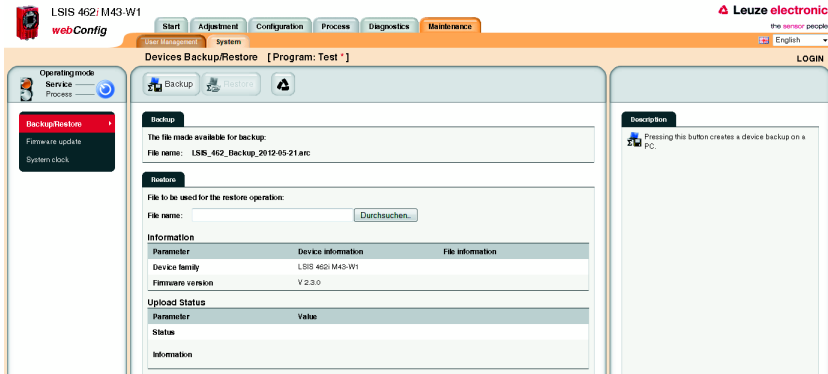 LSIS 462i M43-W1
webConfig
Leuze electronic
the sensor people
Start Adjustment Configuration Process Diagnostics Maintenance
User Management System
English
Devices Backup/Restore [ Program: Test * ]
LOGIN
Operating mode
Service
Process
Backup Restore
Backup/Restore
Firmware update
System clock
Backup
The file made available for backup:
File name: LSIS_462_Backup_2012-05-21.arc
Restore
File to be used for the restore operation:
File name: Durchsuchen..
Information
Parameter Device information File information
Device family LSIS 462i M43-W1
Firmware version V 2.3.0
Upload Status
Parameter Value
Status
Information
Description
Pressing this button creates a device backup on a
PC.